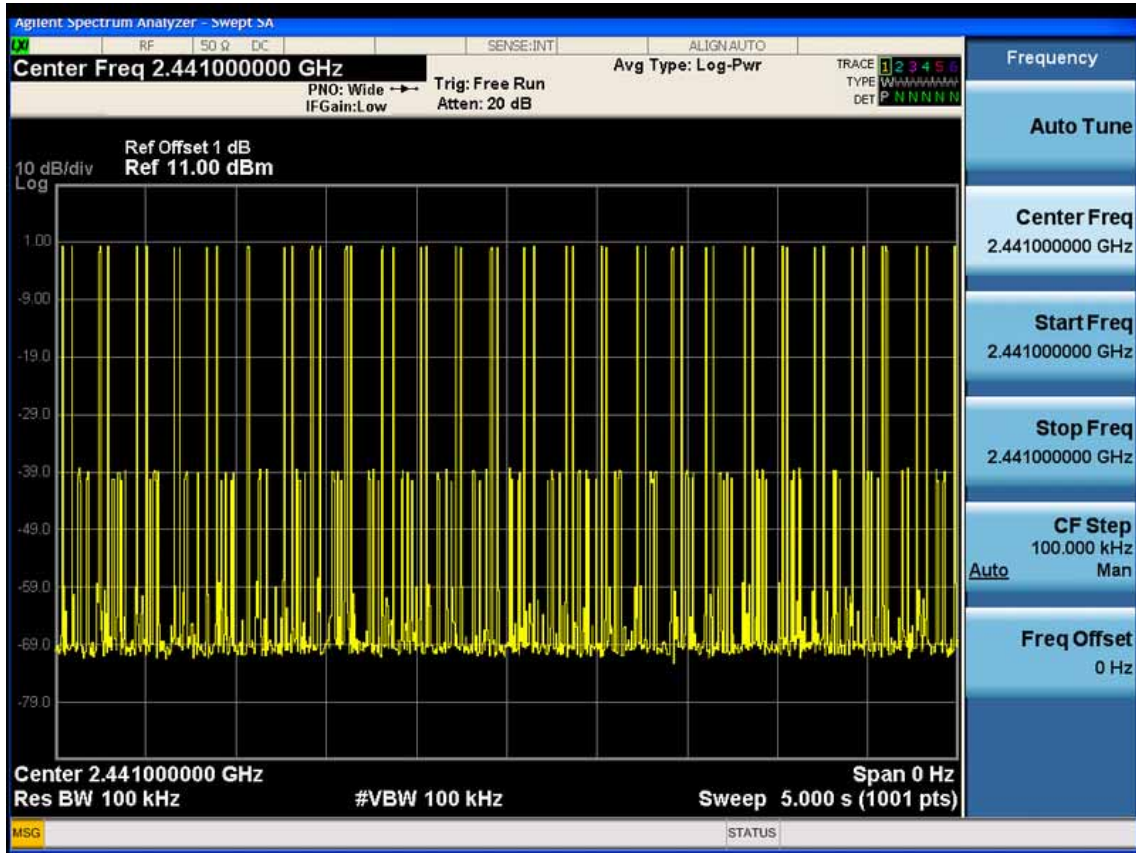 Agilent Spectrum Analyzer - Swept SA
LXI RF 50 Ω DC SENSE:INT ALIGN AUTO
Center Freq 2.441000000 GHz
PNO: Wide
IFGain:Low
Trig: Free Run
Atten: 20 dB
Avg Type: Log-Pwr
TRACE 1 2 3 4 5 6
TYPE W
DET P N N N N N
Ref Offset 1 dB
10 dB/div Ref 11.00 dBm
Log
1.00
-9.00
-19.0
-29.0
-39.0
-49.0
-59.0
-69.0
-79.0
Center 2.441000000 GHz Span 0 Hz
Res BW 100 kHz #VBW 100 kHz Sweep 5.000 s (1001 pts)
MSG STATUS
Frequency
Auto Tune
Center Freq
2.441000000 GHz
Start Freq
2.441000000 GHz
Stop Freq
2.441000000 GHz
CF Step
100.000 kHz
Auto Man
Freq Offset
0 Hz